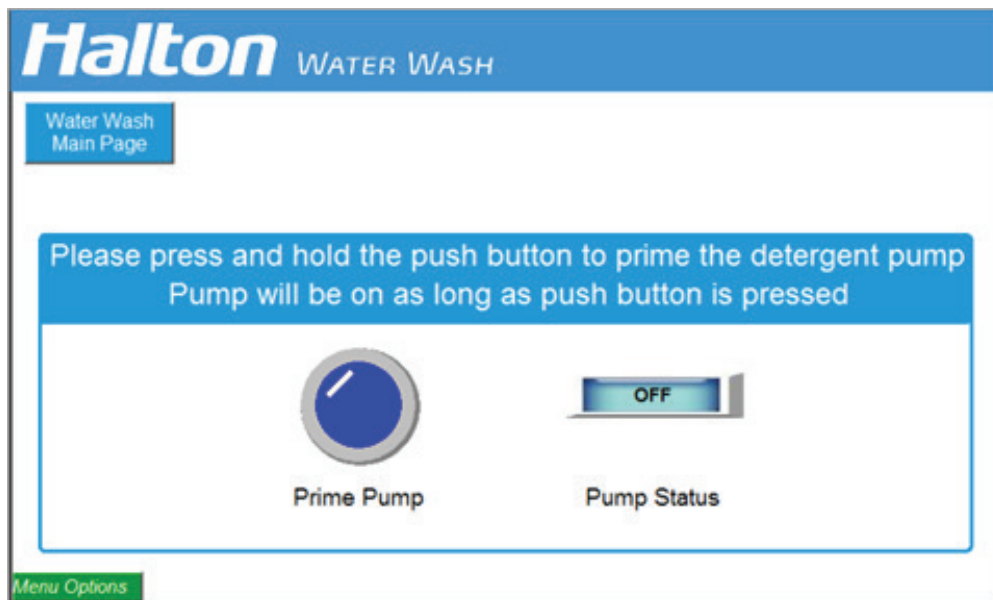 Halton WATER WASH
Water Wash
Main Page
Please press and hold the push button to prime the detergent pump
Pump will be on as long as push button is pressed
OFF
Prime Pump
Pump Status
Menu Options